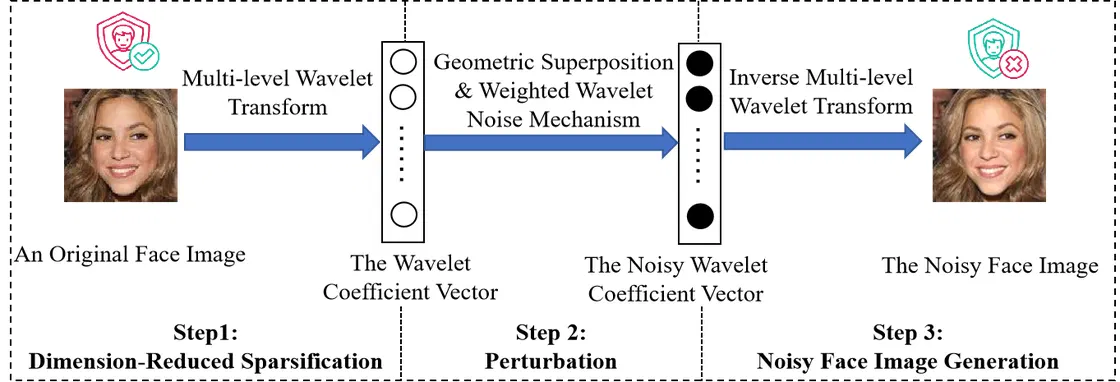 Multi-level Wavelet
Transform
Geometric Superposition
& Weighted Wavelet
Noise Mechanism
Inverse Multi-level
Wavelet Transform
An Original Face Image
The Wavelet
Coefficient Vector
The Noisy Wavelet
Coefficient Vector
The Noisy Face Image
Step1:
Dimension-Reduced Sparsification
Step 2:
Perturbation
Step 3:
Noisy Face Image Generation